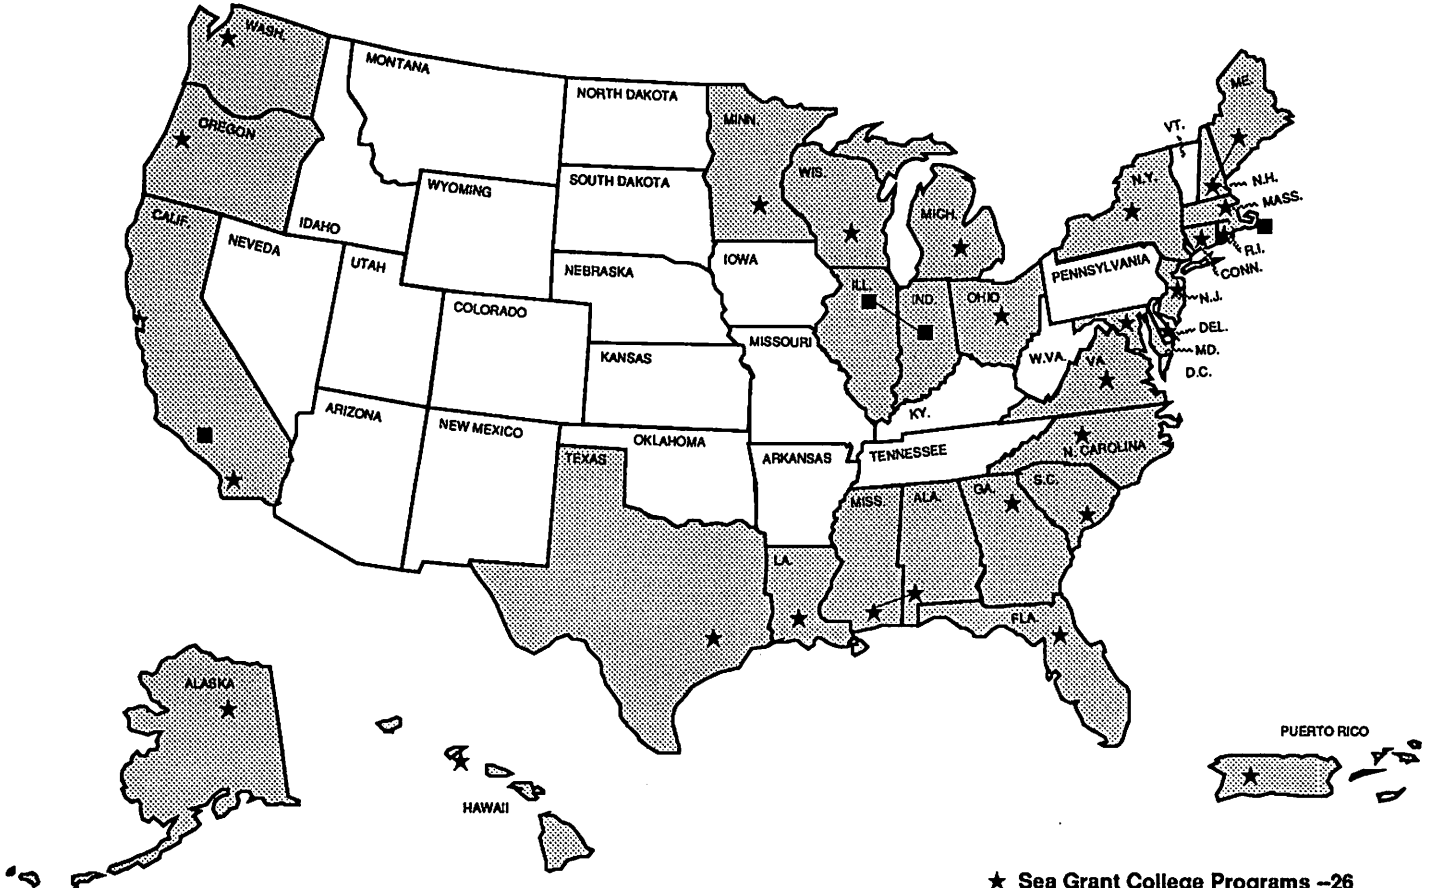 WASH.
MONTANA
NORTH DAKOTA
MINN.
ME.
OREGON
VT.
WIS.
SOUTH DAKOTA
WYOMING
N.Y.
N.H.
MASS.
CALIF.
IDAHO
MICH.
NEVEDA
R.I.
IOWA
PENNSYLVANIA
UTAH
NEBRASKA
CONN.
ILL.
IND.
OHIO
N.J.
COLORADO
DEL.
MISSOURI
MD.
KANSAS
W.VA.
VA.
D.C.
ARIZONA
KY.
NEW MEXICO
OKLAHOMA
N. CAROLINA
TEXAS
ARKANSAS
TENNESSEE
S.C.
GA.
MISS.
ALA.
LA.
FLA.
ALASKA
PUERTO RICO
HAWAII
★ Sea Grant College Programs --26